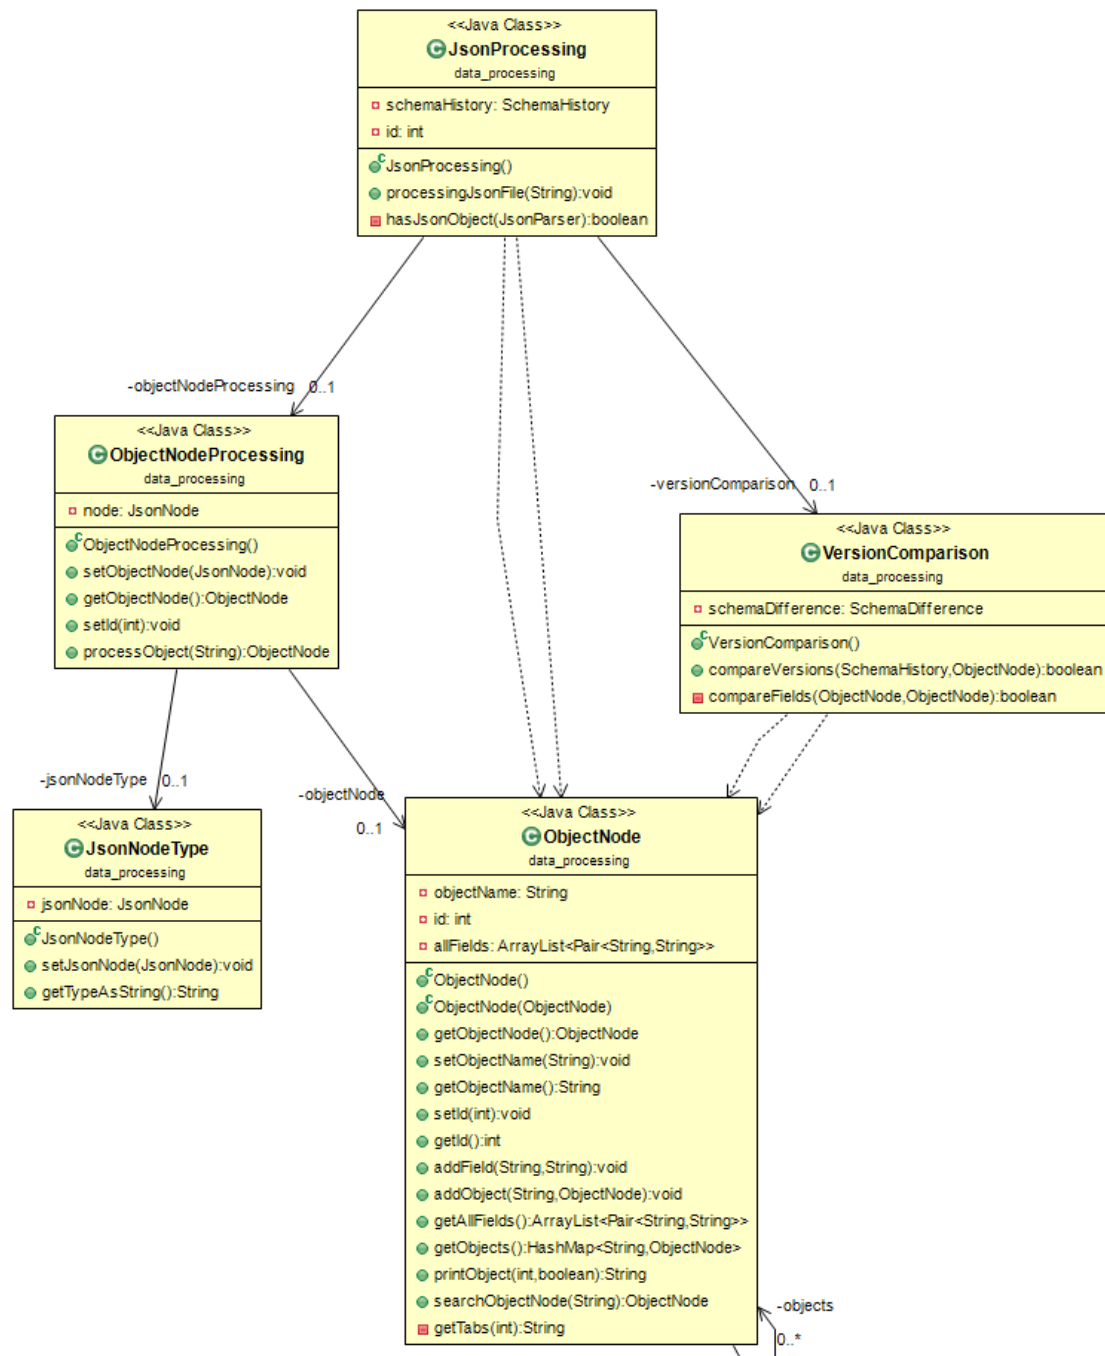 <<Java Class>>
JsonProcessing
data_processing
schemaHistory: SchemaHistory
id: int
JsonProcessing()
processingJsonFile(String):void
hasJsonObject(JsonParser):boolean
-objectNodeProcessing 0..1
<<Java Class>>
ObjectNodeProcessing
data_processing
node: JsonNode
ObjectNodeProcessing()
setObjectNode(JsonNode):void
getObjectNode():ObjectNode
setId(int):void
processObject(String):ObjectNode
-versionComparison 0..1
<<Java Class>>
VersionComparison
data_processing
schemaDifference: SchemaDifference
VersionComparison()
compareVersions(SchemaHistory,ObjectNode):boolean
compareFields(ObjectNode,ObjectNode):boolean
-jsonNodeType 0..1
<<Java Class>>
JsonNodeType
data_processing
jsonNode: JsonNode
JsonNodeType()
setJsonNode(JsonNode):void
getTypeAsString():String
-objectNode
0..1
<<Java Class>>
ObjectNode
data_processing
objectName: String
id: int
allFields: ArrayList<Pair<String,String>>
ObjectNode()
ObjectNode(ObjectNode)
getObjectNode():ObjectNode
setObjectName(String):void
getObjectName():String
setId(int):void
getId():int
addField(String,String):void
addObject(String,ObjectNode):void
getAllFields():ArrayList<Pair<String,String>>
getObjects():HashMap<String,ObjectNode>
printObject(int,boolean):String
searchObjectNode(String):ObjectNode
getTabs(int):String
-objects
0..*